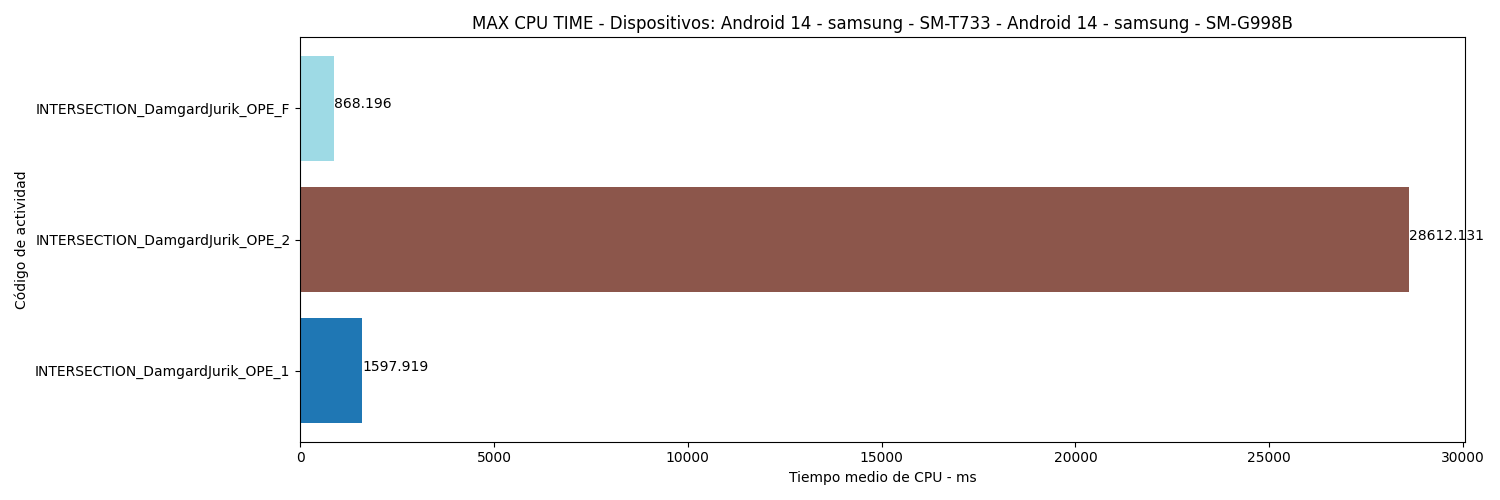 MAX CPU TIME - Dispositivos: Android 14 - samsung - SM-T733 - Android 14 - samsung - SM-G998B
Código de actividad
INTERSECTION_DamgardJurik_OPE_F
868.196
INTERSECTION_DamgardJurik_OPE_2
28612.131
INTERSECTION_DamgardJurik_OPE_1
1597.919
0 5000 10000 15000 20000 25000 30000
Tiempo medio de CPU - ms